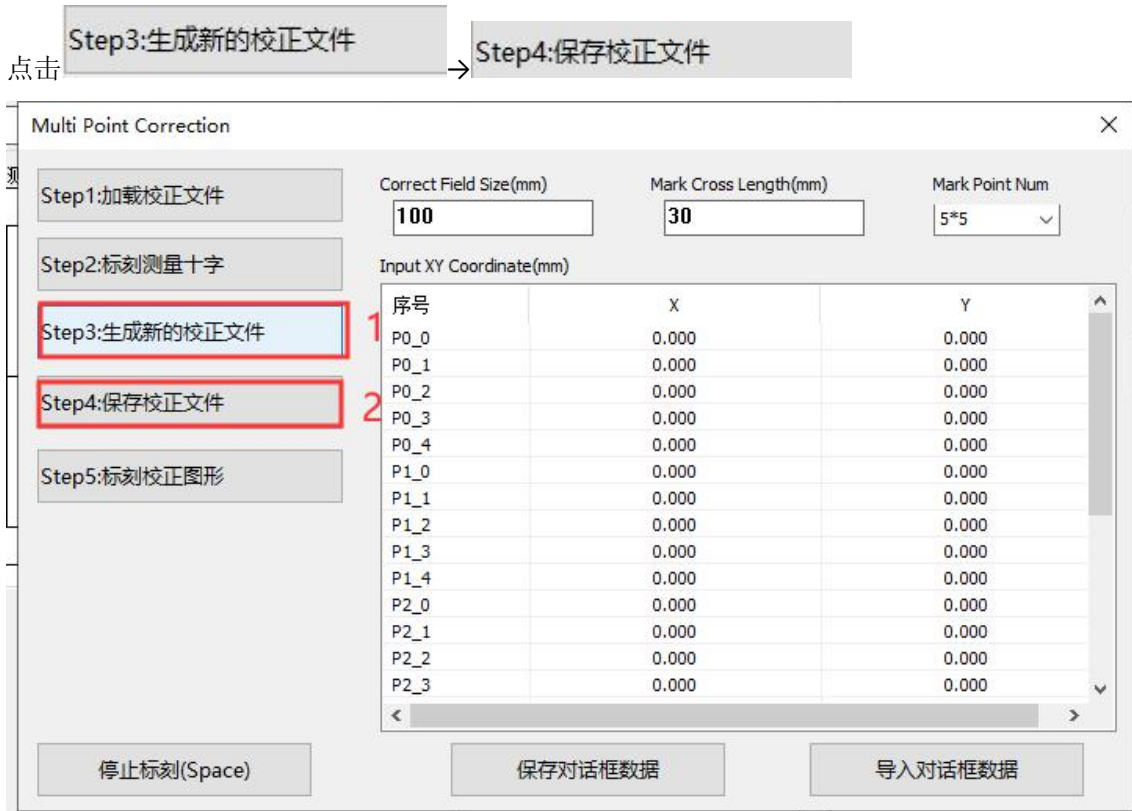 点击 Step3:生成新的校正文件 → Step4:保存校正文件
Multi Point Correction
Step1:加载校正文件
Step2:标刻测量十字
Step3:生成新的校正文件 1
Step4:保存校正文件 2
Step5:标刻校正图形
Correct Field Size(mm) Mark Cross Length(mm) Mark Point Num
100 30 5*5
Input XY Coordinate(mm)
序号 X Y
P0_0 0.000 0.000
P0_1 0.000 0.000
P0_2 0.000 0.000
P0_3 0.000 0.000
P0_4 0.000 0.000
P1_0 0.000 0.000
P1_1 0.000 0.000
P1_2 0.000 0.000
P1_3 0.000 0.000
P1_4 0.000 0.000
P2_0 0.000 0.000
P2_1 0.000 0.000
P2_2 0.000 0.000
P2_3 0.000 0.000
停止标刻(Space) 保存对话框数据 导入对话框数据